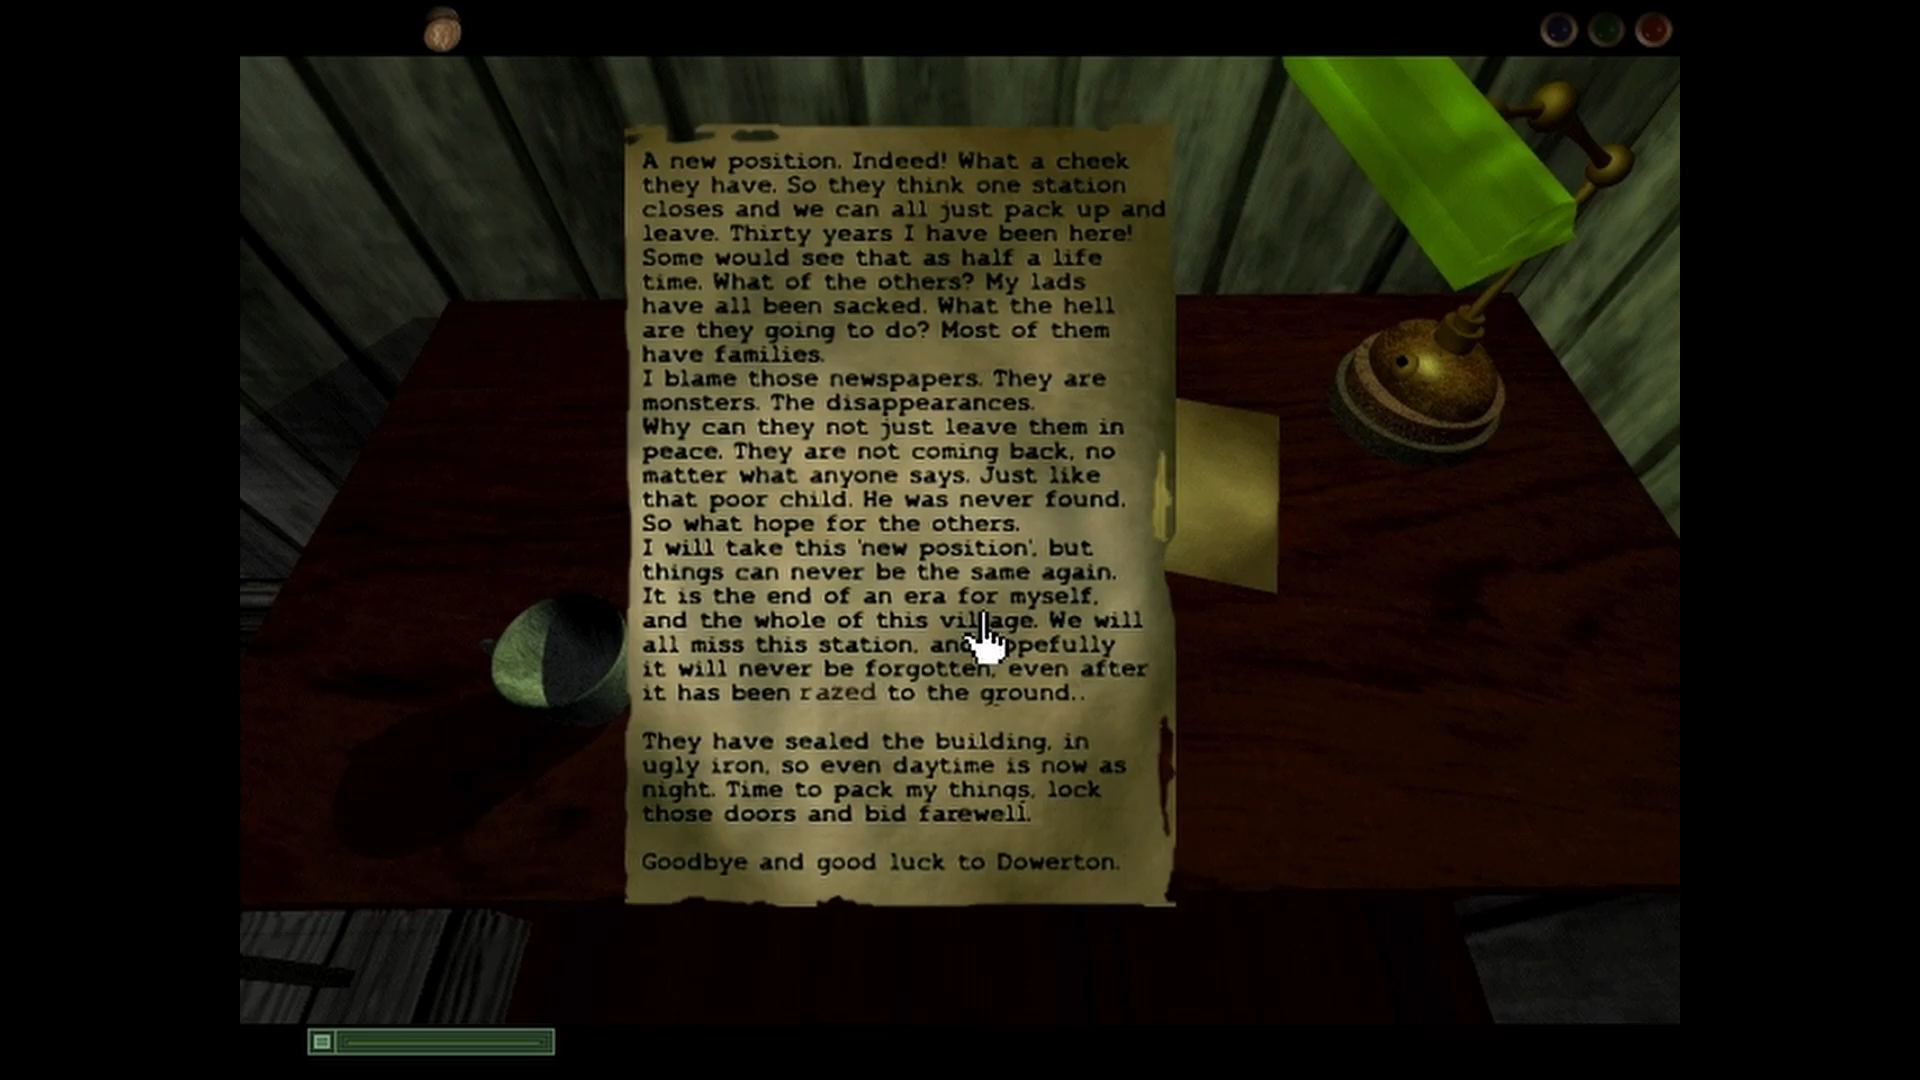 A new position. Indeed! What a cheek
they have. So they think one station
closes and we can all just pack up and
leave. Thirty years I have been here!
Some would see that as half a life
time. What of the others? My lads
have all been sacked. What the hell
are they going to do? Most of them
have families.
I blame those newspapers. They are
monsters. The disappearances.
Why can they not just leave them in
peace. They are not coming back, no
matter what anyone says. Just like
that poor child. He was never found.
So what hope for the others.
I will take this 'new position', but
things can never be the same again.
It is the end of an era for myself,
and the whole of this village. We will
all miss this station, and hopefully
it will never be forgotten, even after
it has been razed to the ground..
They have sealed the building, in
ugly iron, so even daytime is now as
night. Time to pack my things, lock
those doors and bid farewell.
Goodbye and good luck to Dowerton.